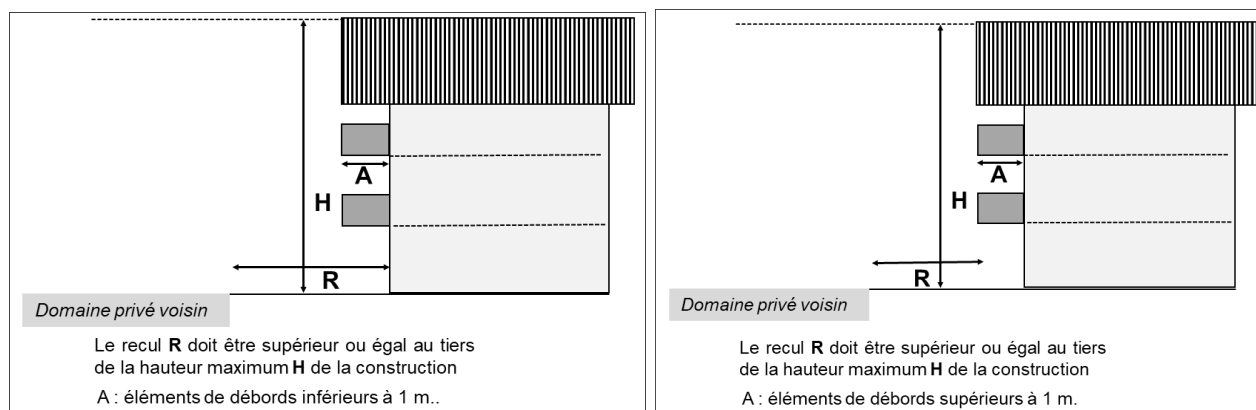 A
H
R
Domaine privé voisin
Le recul R doit être supérieur ou égal au tiers
de la hauteur maximum H de la construction
A : éléments de débords inférieurs à 1 m..
A
H
R
Domaine privé voisin
Le recul R doit être supérieur ou égal au tiers
de la hauteur maximum H de la construction
A : éléments de débords supérieurs à 1 m.